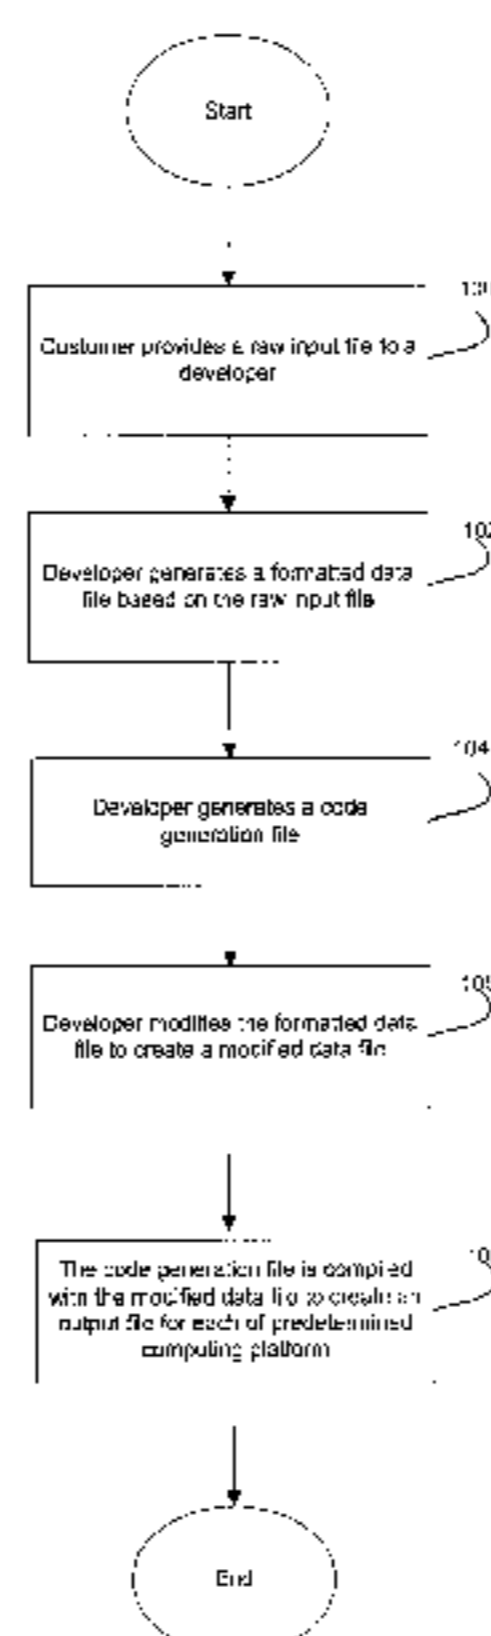 Start
Customer provides a raw input file to a
developer
102
Developer generates a formatted data
file based on the raw input file
104
Developer generates a code
generation file
Developer modifies the formatted data
file to create a modified data file
The code generation file is compiled
with the modified data file to create an
output file for each of predetermined
computing platform
End